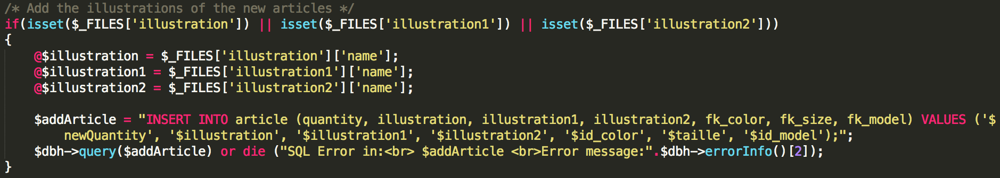 /* Add the illustrations of the new articles */
if(isset($_FILES['illustration']) || isset($_FILES['illustration1']) || isset($_FILES['illustration2']))
{
    @$illustration = $_FILES['illustration']['name'];
    @$illustration1 = $_FILES['illustration1']['name'];
    @$illustration2 = $_FILES['illustration2']['name'];

    $addArticle = "INSERT INTO article (quantity, illustration, illustration1, illustration2, fk_color, fk_size, fk_model) VALUES ('$
        newQuantity', '$illustration', '$illustration1', '$illustration2', '$id_color', '$taille', '$id_model');";
    $dbh->query($addArticle) or die ("SQL Error in:<br> $addArticle <br>Error message:".$dbh->errorInfo()[2]);
}